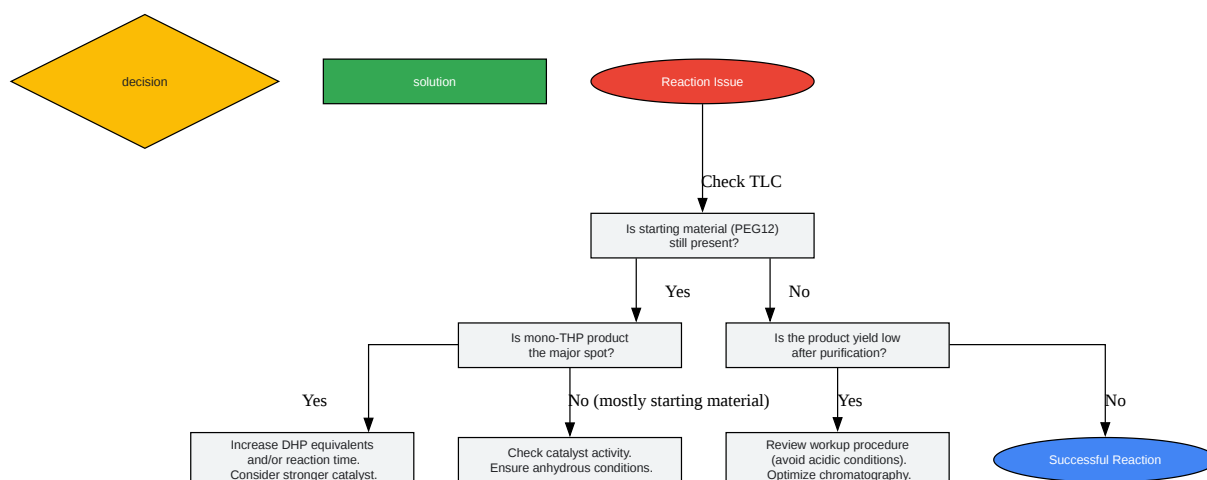 decision
solution
Reaction Issue
Check TLC
Is starting material (PEG12)
still present?
Yes
No
Is mono-THP product
the major spot?
Is the product yield low
after purification?
Yes
No (mostly starting material)
Yes
No
Increase DHP equivalents
and/or reaction time.
Consider stronger catalyst.
Check catalyst activity.
Ensure anhydrous conditions.
Review workup procedure
(avoid acidic conditions).
Optimize chromatography.
Successful Reaction